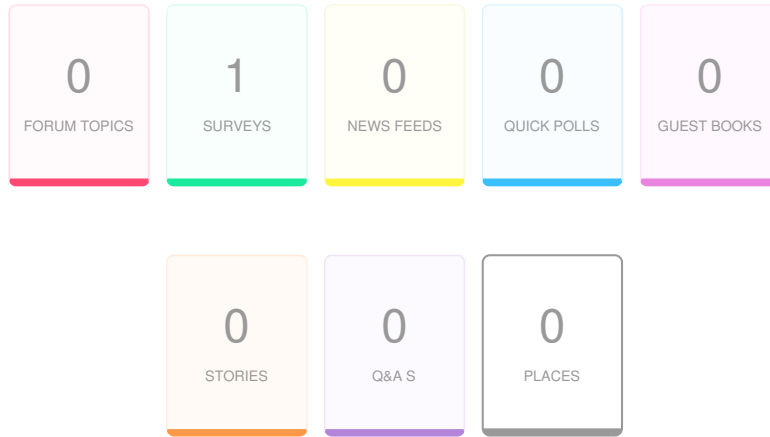 0
FORUM TOPICS
1
SURVEYS
0
NEWS FEEDS
0
QUICK POLLS
0
GUEST BOOKS
0
STORIES
0
Q&A S
0
PLACES